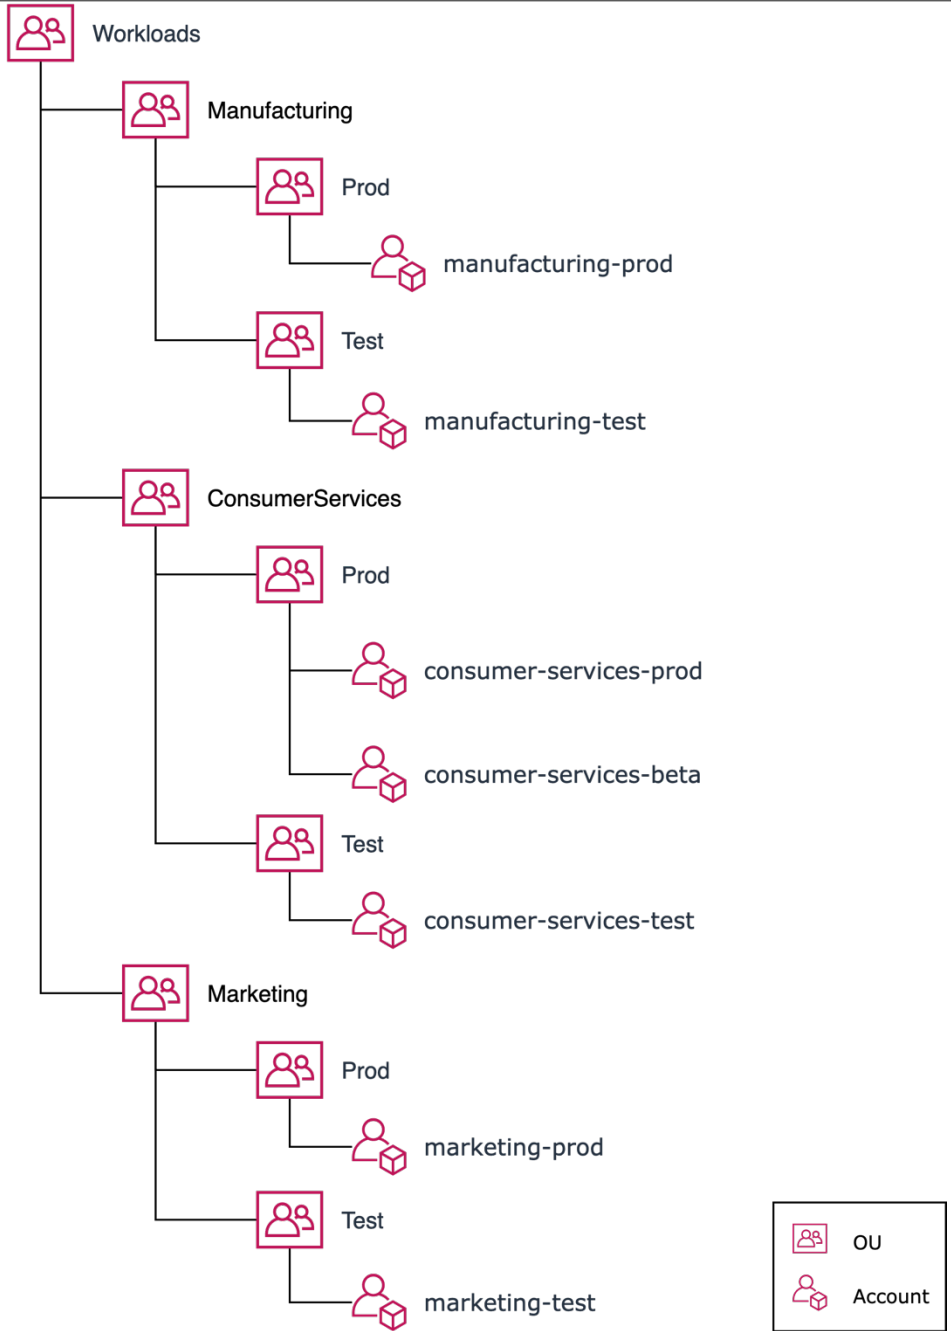 Workloads
Manufacturing
Prod
manufacturing-prod
Test
manufacturing-test
ConsumerServices
Prod
consumer-services-prod
consumer-services-beta
Test
consumer-services-test
Marketing
Prod
marketing-prod
Test
marketing-test
OU
Account